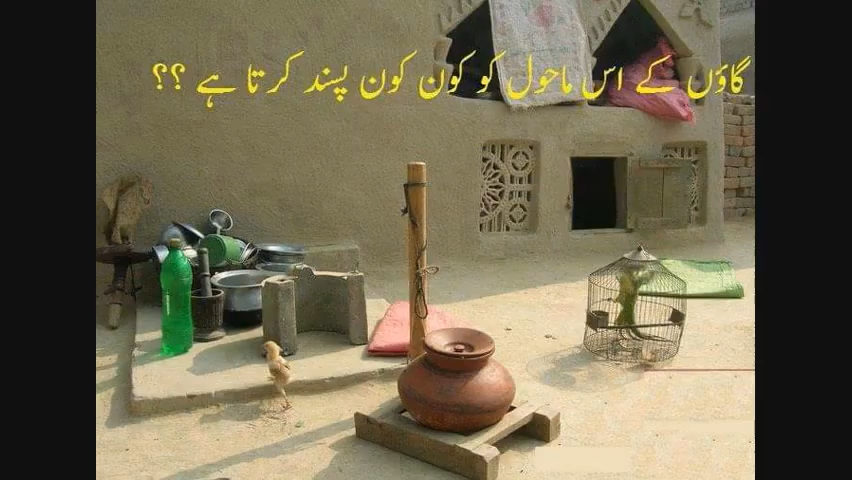 گاؤں کے اس ماحول کو کون کون پسند کرتا ہے ؟؟